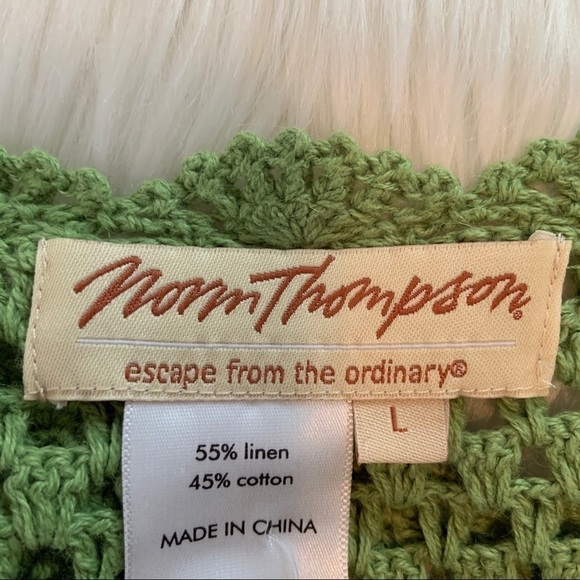 Norm Thompson®
escape from the ordinary®
L
55% linen
45% cotton
MADE IN CHINA